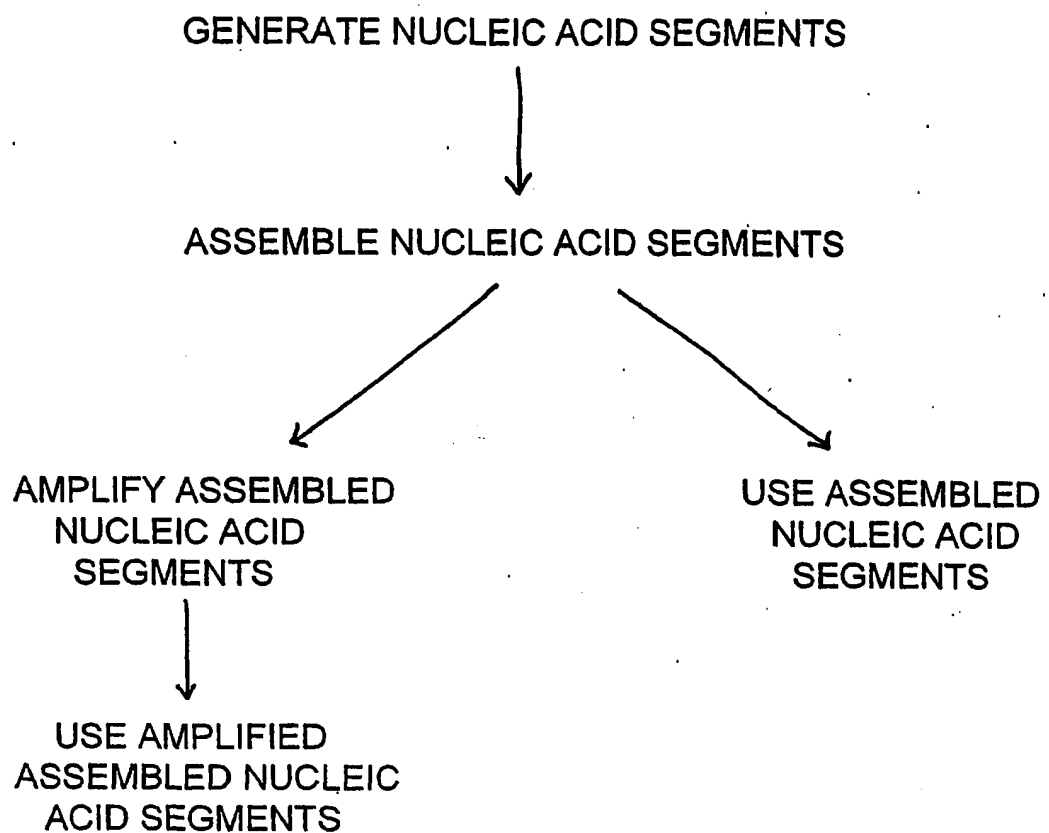 GENERATE NUCLEIC ACID SEGMENTS
ASSEMBLE NUCLEIC ACID SEGMENTS
AMPLIFY ASSEMBLED
NUCLEIC ACID
SEGMENTS
USE ASSEMBLED
NUCLEIC ACID
SEGMENTS
USE AMPLIFIED
ASSEMBLED NUCLEIC
ACID SEGMENTS